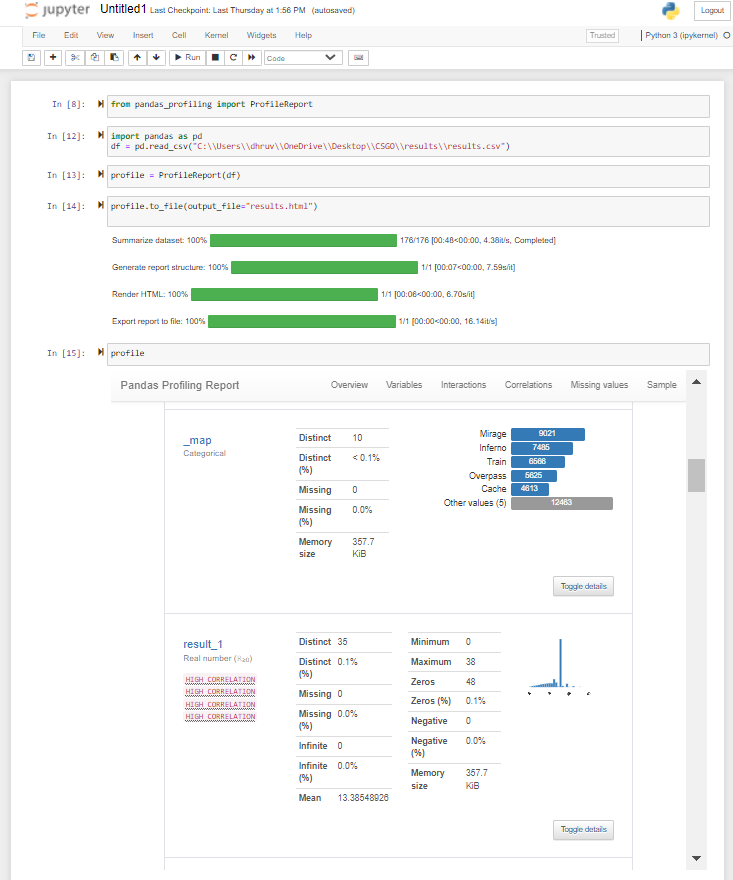 jupyter Untitled1 Last Checkpoint: Last Thursday at 1:56 PM (autosaved)
Logout
File Edit View Insert Cell Kernel Widgets Help
Trusted
Python 3 (ipykernel)
Run
Code
In [8]: from pandas_profiling import ProfileReport
In [12]: import pandas as pd
df = pd.read_csv("C:\\Users\\dhruv\\OneDrive\\Desktop\\CSGO\\results\\results.csv")
In [13]: profile = ProfileReport(df)
In [14]: profile.to_file(output_file="results.html")
Summarize dataset: 100% 176/176 [00:48<00:00, 4.38it/s, Completed]
Generate report structure: 100% 1/1 [00:07<00:00, 7.59s/it]
Render HTML: 100% 1/1 [00:06<00:00, 6.70s/it]
Export report to file: 100% 1/1 [00:00<00:00, 16.14it/s]
In [15]: profile
Pandas Profiling Report
Overview Variables Interactions Correlations Missing values Sample
_map
Categorical
Distinct 10
Distinct (%) < 0.1%
Missing 0
Missing (%) 0.0%
Memory size 357.7 KiB
Mirage 9021
Inferno 7485
Train 6566
Overpass 5625
Cache 4613
Other values (5) 12463
Toggle details
result_1
Real number (ℝ≥0)
HIGH CORRELATION
HIGH CORRELATION
HIGH CORRELATION
HIGH CORRELATION
Distinct 35
Distinct (%) 0.1%
Missing 0
Missing (%) 0.0%
Infinite 0
Infinite (%) 0.0%
Mean 13.38548926
Minimum 0
Maximum 38
Zeros 48
Zeros (%) 0.1%
Negative 0
Negative (%) 0.0%
Memory size 357.7 KiB
Toggle details